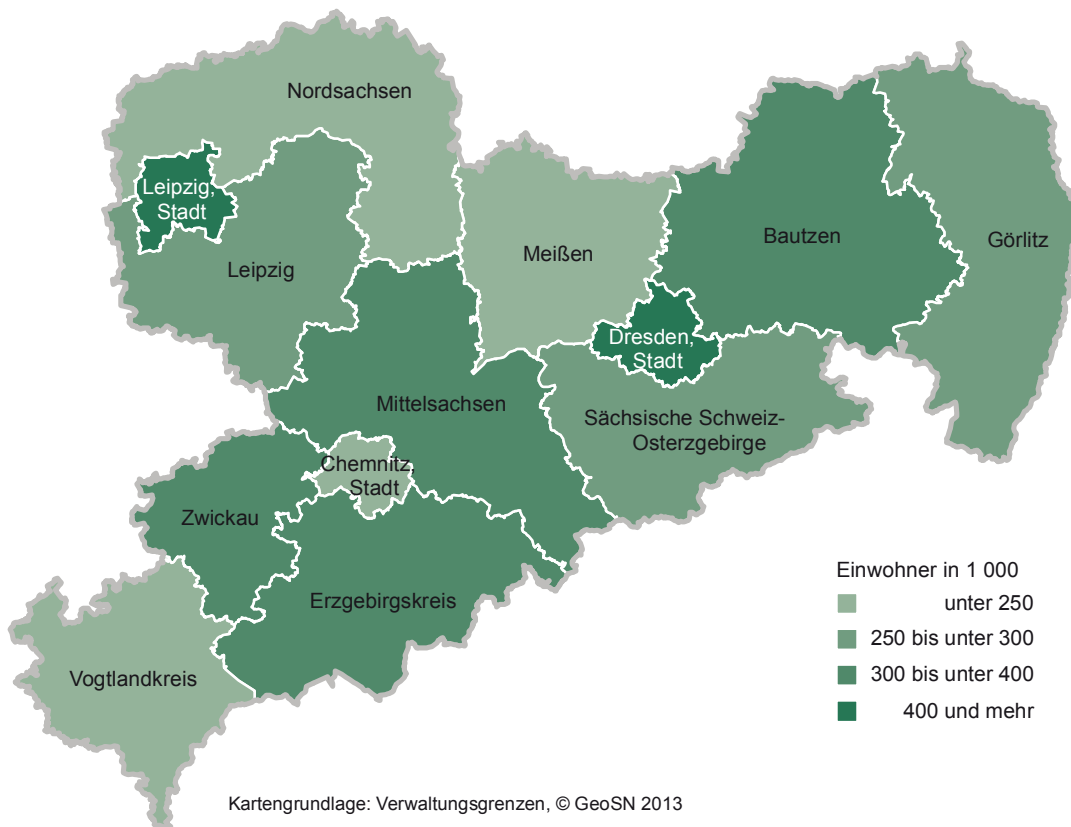 Nordsachsen
Leipzig,
Stadt
Leipzig
Meißen
Bautzen
Görlitz
Dresden,
Stadt
Mittelsachsen
Sächsische Schweiz-
Osterzgebirge
Chemnitz,
Stadt
Zwickau
Erzgebirgskreis
Vogtlandkreis
Einwohner in 1 000
unter 250
250 bis unter 300
300 bis unter 400
400 und mehr
Kartengrundlage: Verwaltungsgrenzen, © GeoSN 2013